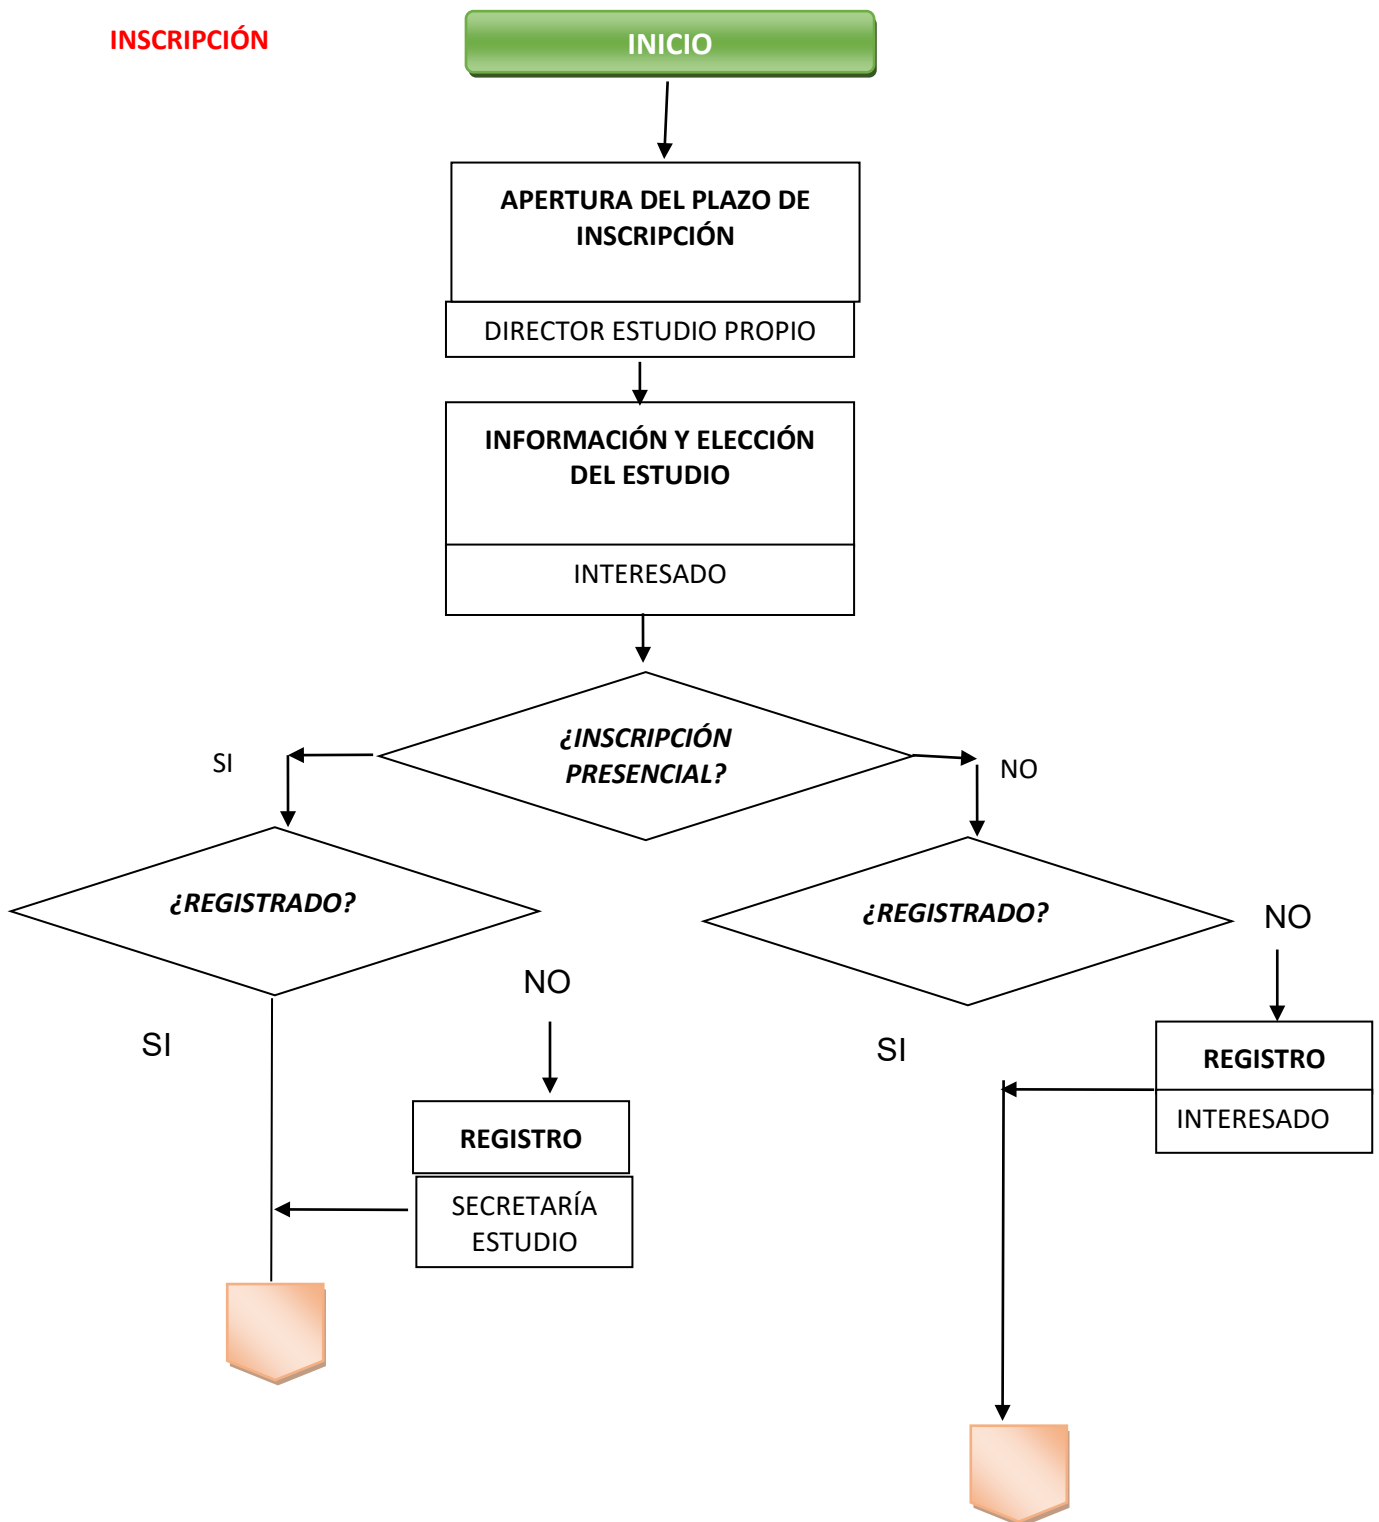 INSCRIPCIÓN
INICIO
APERTURA DEL PLAZO DE
INSCRIPCIÓN
DIRECTOR ESTUDIO PROPIO
INFORMACIÓN Y ELECCIÓN
DEL ESTUDIO
INTERESADO
¿INSCRIPCIÓN
PRESENCIAL?
SI
NO
¿REGISTRADO?
¿REGISTRADO?
NO
NO
SI
SI
REGISTRO
INTERESADO
REGISTRO
SECRETARÍA
ESTUDIO